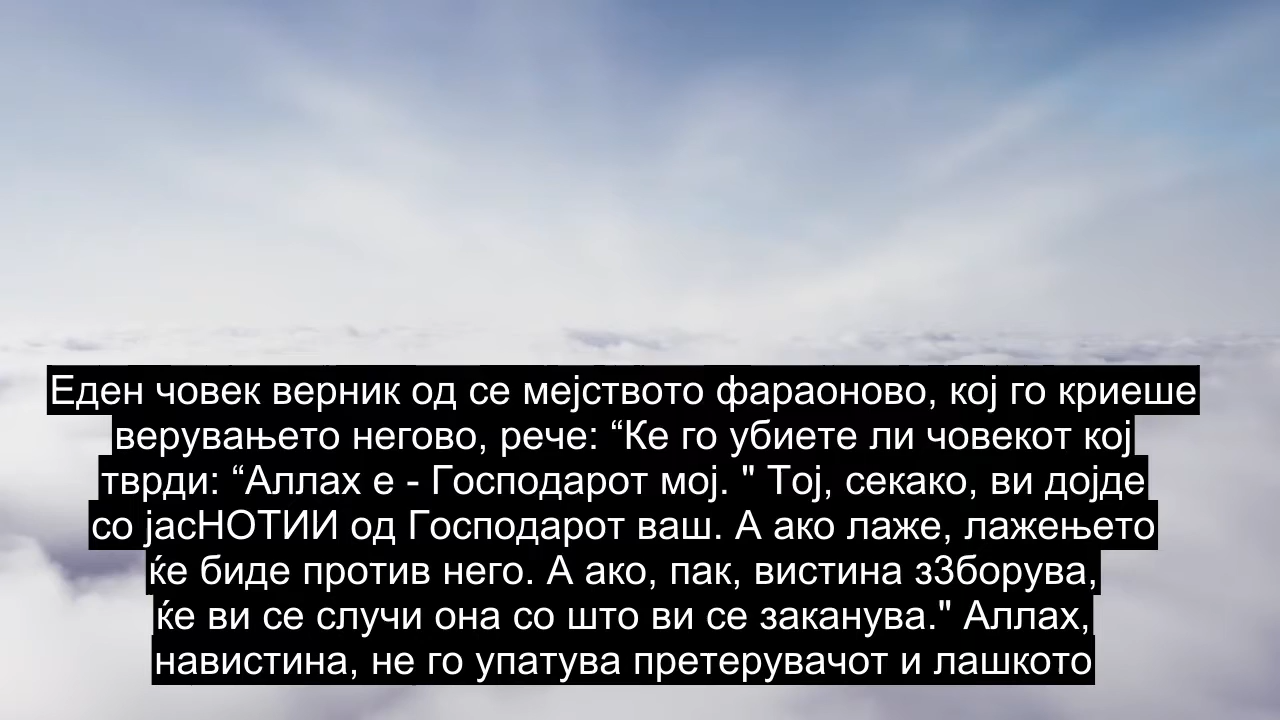 Еден човек верник од се мејството фараоново, кој го криеше
верувањето негово, рече: “Ке го убиете ли човекот кој
тврди: “Аллах е - Господарот мој. " Тој, секако, ви дојде
со јасНОТИИ од Господарот ваш. А ако лаже, лажењето
ќе биде против него. А ако, пак, вистина з3борува,
ќе ви се случи она со што ви се заканува." Аллах,
навистина, не го упатува претерувачот и лашкото